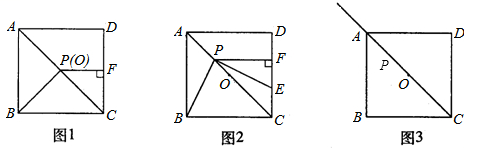 A D P(O) F B C
图1
A D P F O E B C
图2
A D P O B C
图3